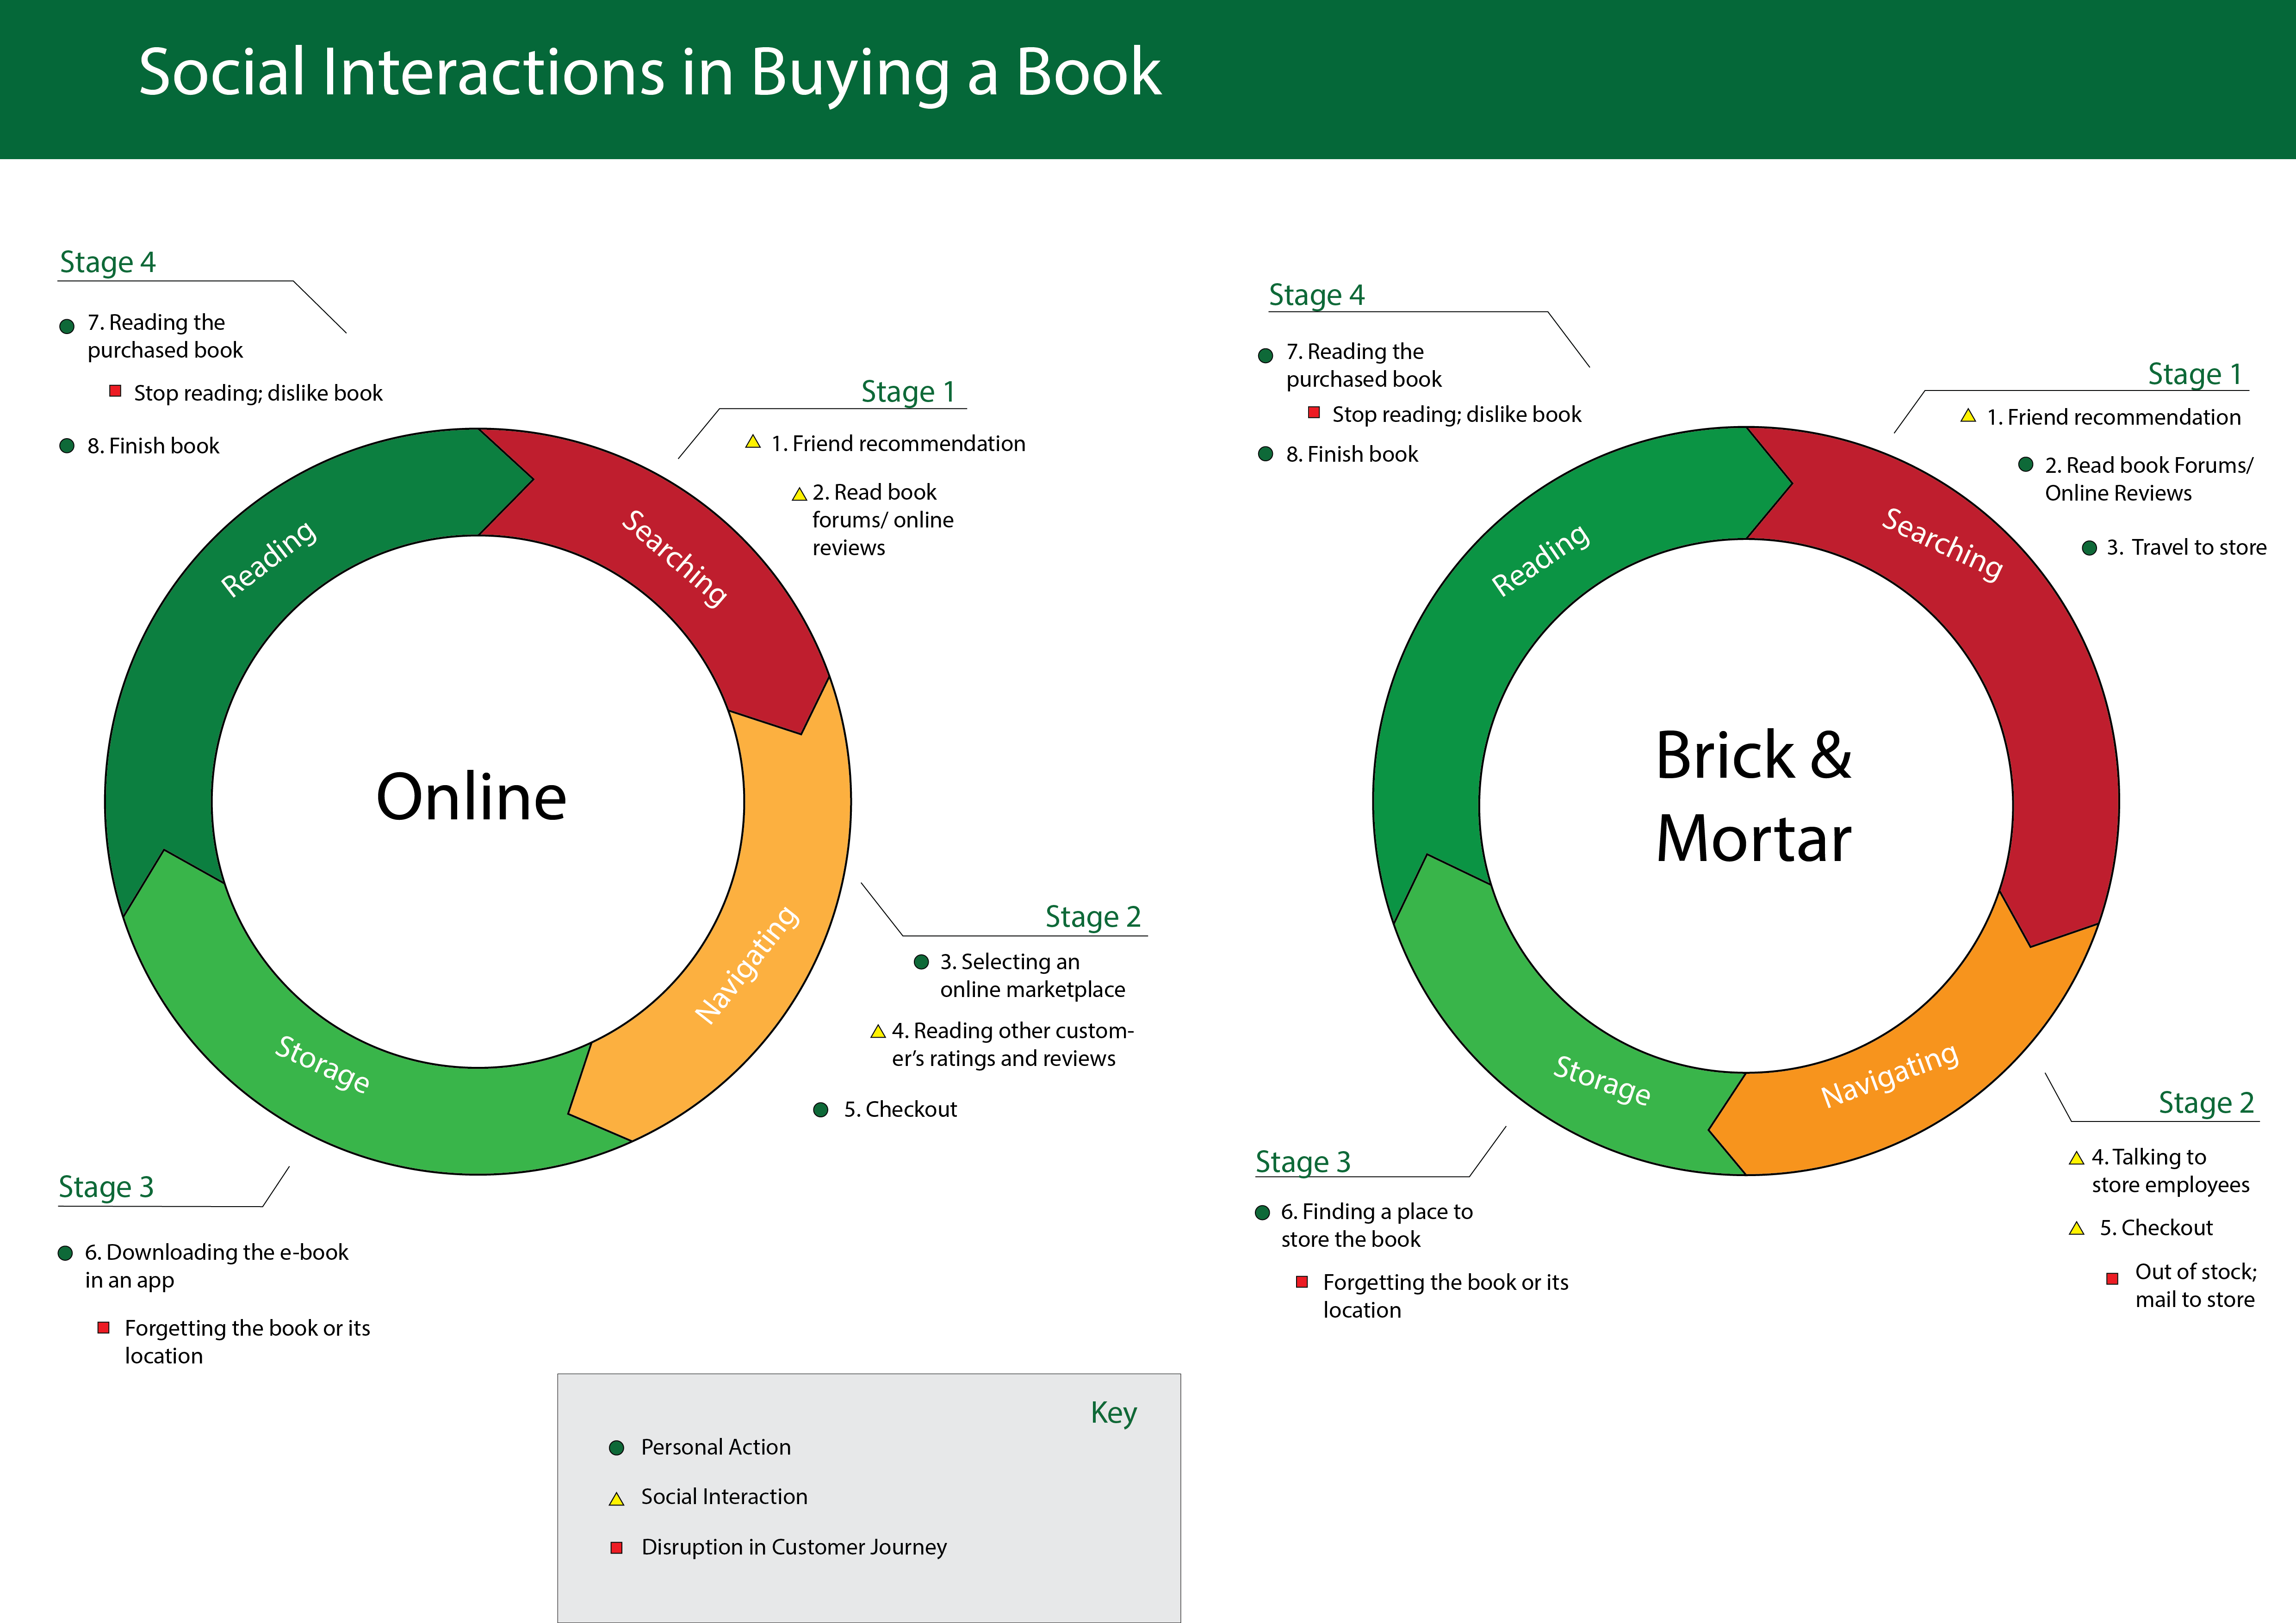 Social Interactions in Buying a Book
Stage 4
7. Reading the
purchased book
Stop reading; dislike book
8. Finish book
Stage 1
1. Friend recommendation
2. Read book
forums/ online
reviews
Reading
Searching
Online
Navigating
Storage
Stage 2
3. Selecting an
online marketplace
4. Reading other custom-
er’s ratings and reviews
5. Checkout
Stage 3
6. Downloading the e-book
in an app
Forgetting the book or its
location
Stage 4
7. Reading the
purchased book
Stop reading; dislike book
8. Finish book
Stage 1
1. Friend recommendation
2. Read book Forums/
Online Reviews
3. Travel to store
Reading
Searching
Brick &
Mortar
Storage
Navigating
Stage 2
4. Talking to
store employees
5. Checkout
Out of stock;
mail to store
Stage 3
6. Finding a place to
store the book
Forgetting the book or its
location
Key
Personal Action
Social Interaction
Disruption in Customer Journey